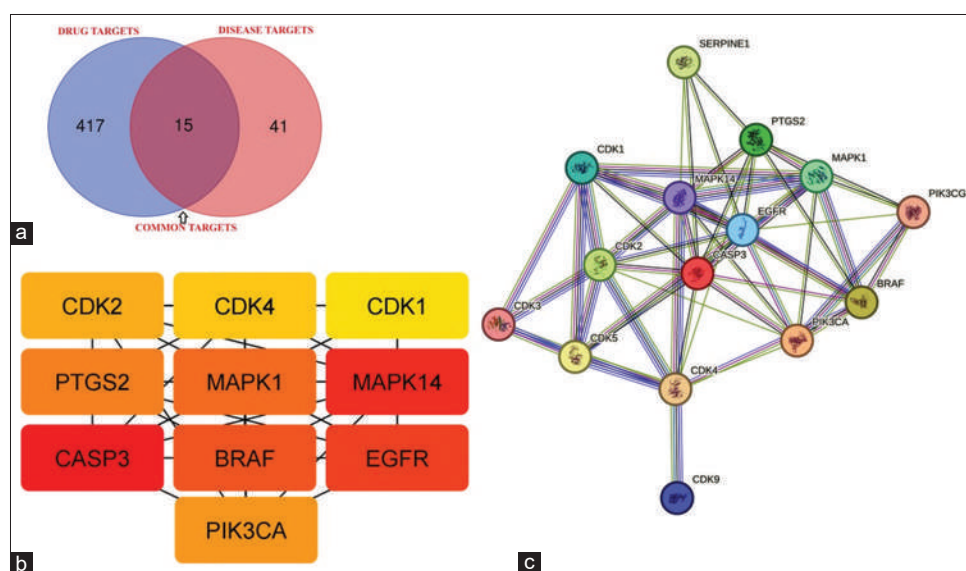 DRUG TARGETS
DISEASE TARGETS
417
15
41
COMMON TARGETS
a
CDK2
CDK4
CDK1
PTGS2
MAPK1
MAPK14
CASP3
BRAF
EGFR
PIK3CA
b
SERPINE1
PTGS2
CDK1
MAPK1
MAPK14
PIK3CG
EGFR
CDK2
CASP3
BRAF
CDK3
PIK3CA
CDK5
CDK4
CDK9
c